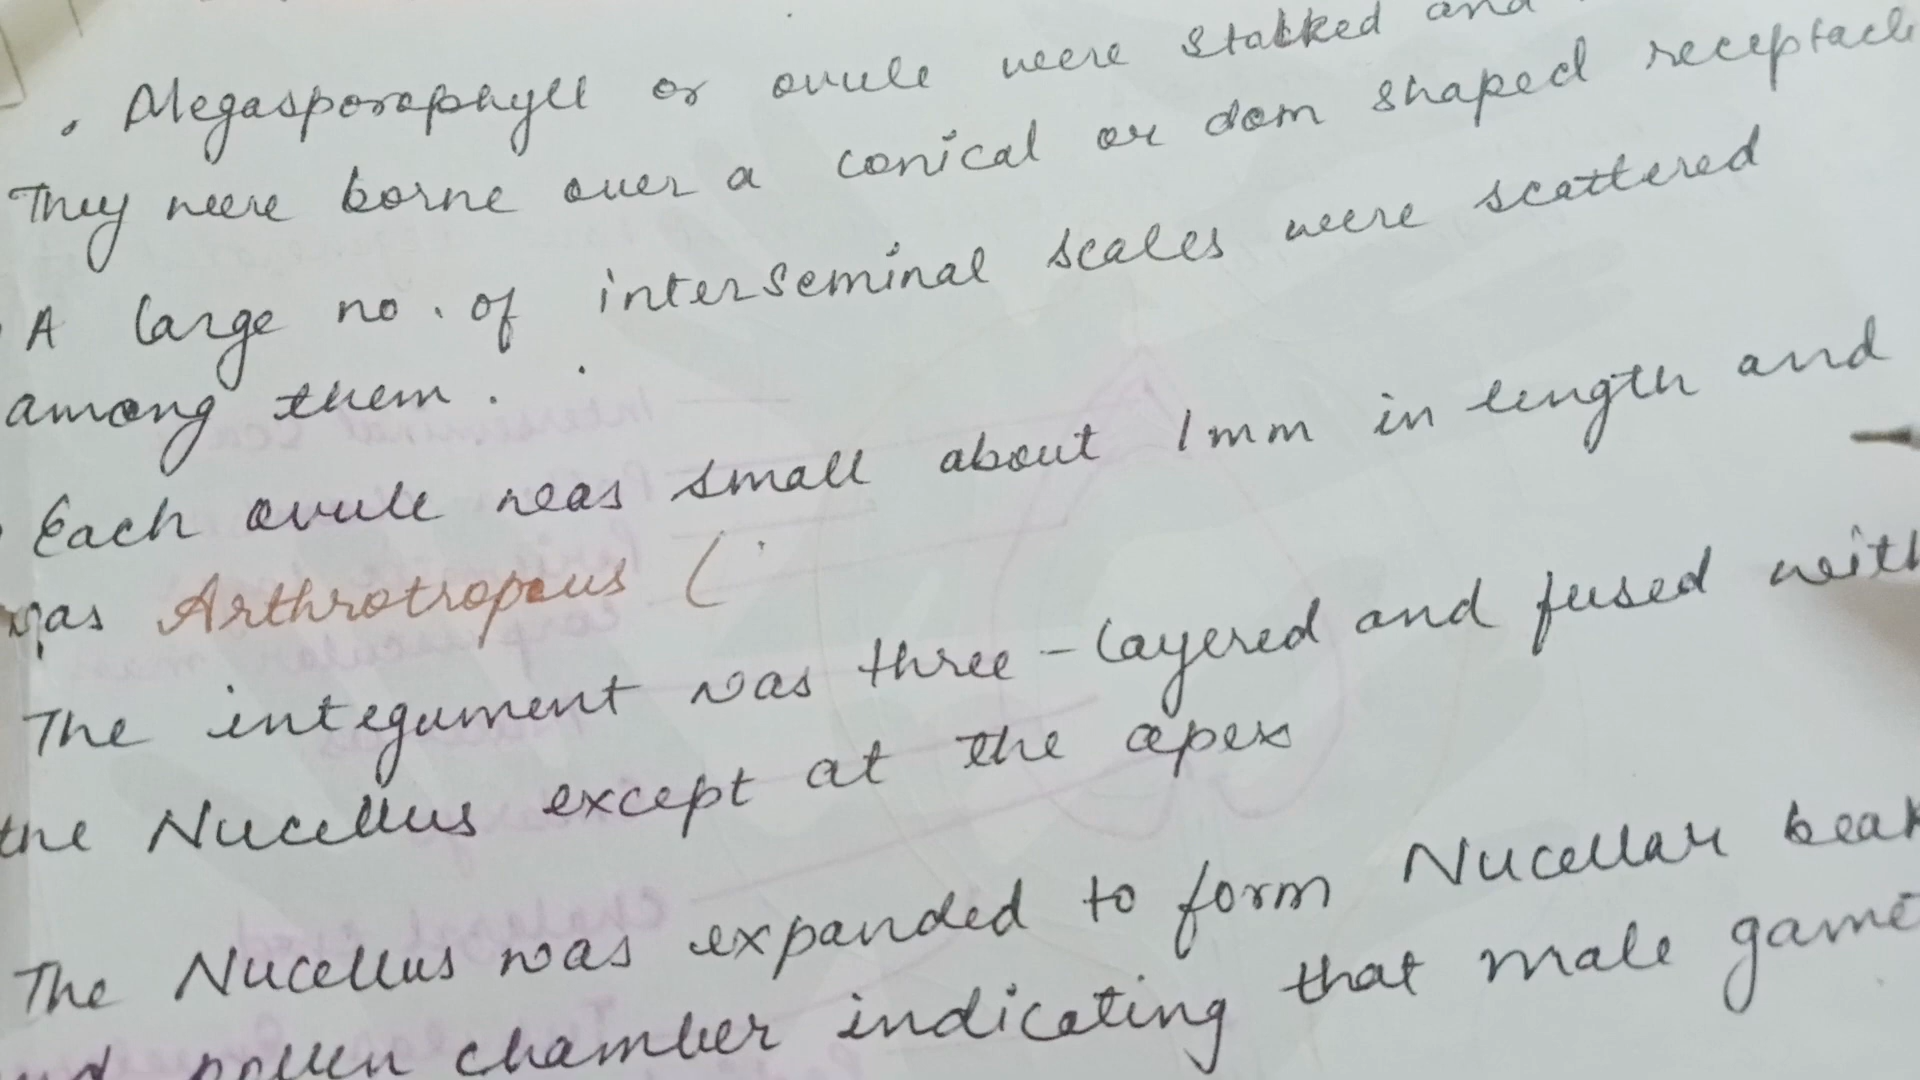 . Megasporophyll or ovule were stalked and
They were borne over a conical or dom shaped receptacl
A large no. of interseminal scales were scattered
among them.
Each ovule was small about 1mm in length and
was Arthrotropous (
The integument was three-layered and fused with
the Nucellus except at the apex
The Nucellus was expanded to form Nucellar beak
pollen chamber indicating that male game